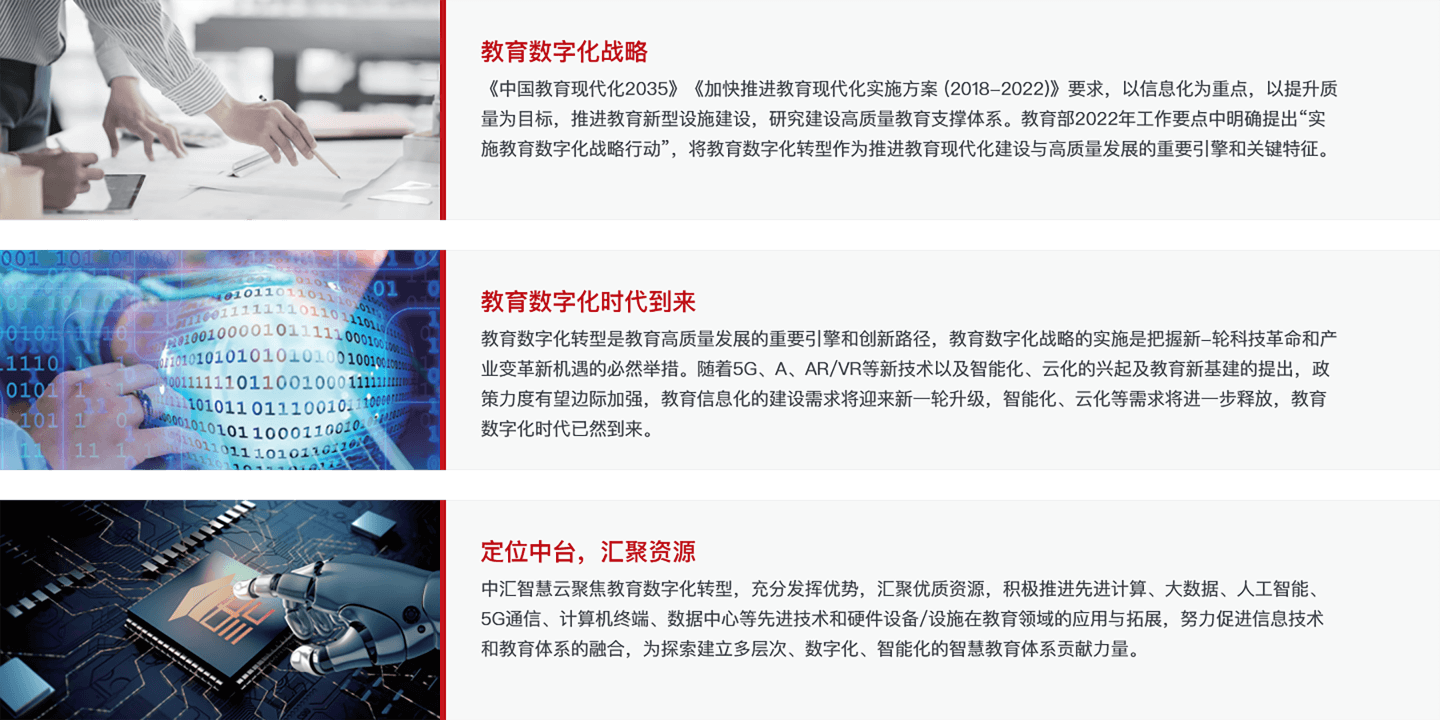 教育数字化战略
《中国教育现代化2035》《加快推进教育现代化实施方案 (2018-2022)》要求，以信息化为重点，以提升质
量为目标，推进教育新型设施建设，研究建设高质量教育支撑体系。教育部2022年工作要点中明确提出“实
施教育数字化战略行动”，将教育数字化转型作为推进教育现代化建设与高质量发展的重要引擎和关键特征。
教育数字化时代到来
教育数字化转型是教育高质量发展的重要引擎和创新路径，教育数字化战略的实施是把握新-轮科技革命和产
业变革新机遇的必然举措。随着5G、A、AR/VR等新技术以及智能化、云化的兴起及教育新基建的提出，政
策力度有望边际加强，教育信息化的建设需求将迎来新一轮升级，智能化、云化等需求将进一步释放，教育
数字化时代已然到来。
定位中台，汇聚资源
中汇智慧云聚焦教育数字化转型，充分发挥优势，汇聚优质资源，积极推进先进计算、大数据、人工智能、
5G通信、计算机终端、数据中心等先进技术和硬件设备/设施在教育领域的应用与拓展，努力促进信息技术
和教育体系的融合，为探索建立多层次、数字化、智能化的智慧教育体系贡献力量。